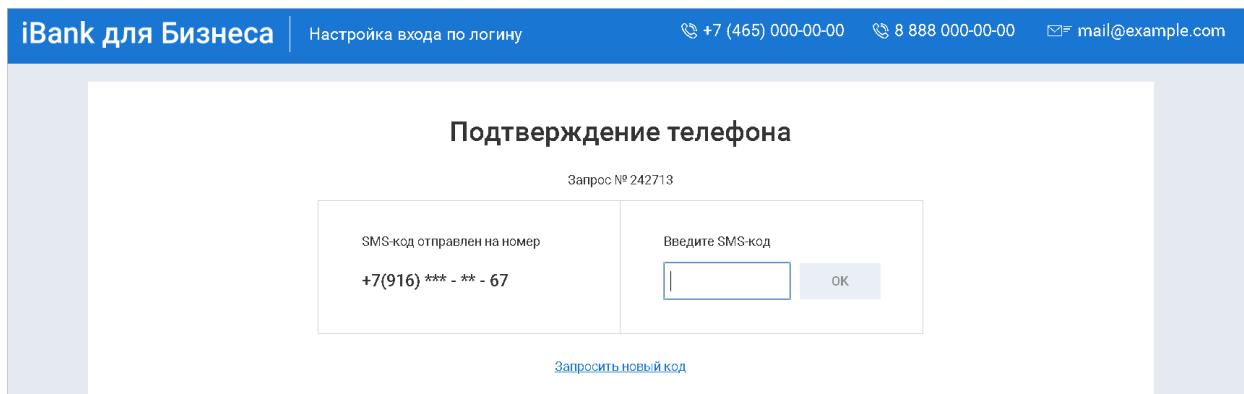 iBank для Бизнеса Настройка входа по логину +7 (465) 000-00-00 8 888 000-00-00 mail@example.com
Подтверждение телефона
Запрос № 242713
SMS-код отправлен на номер Введите SMS-код
+7(916) *** - ** - 67 ОК
Запросить новый код